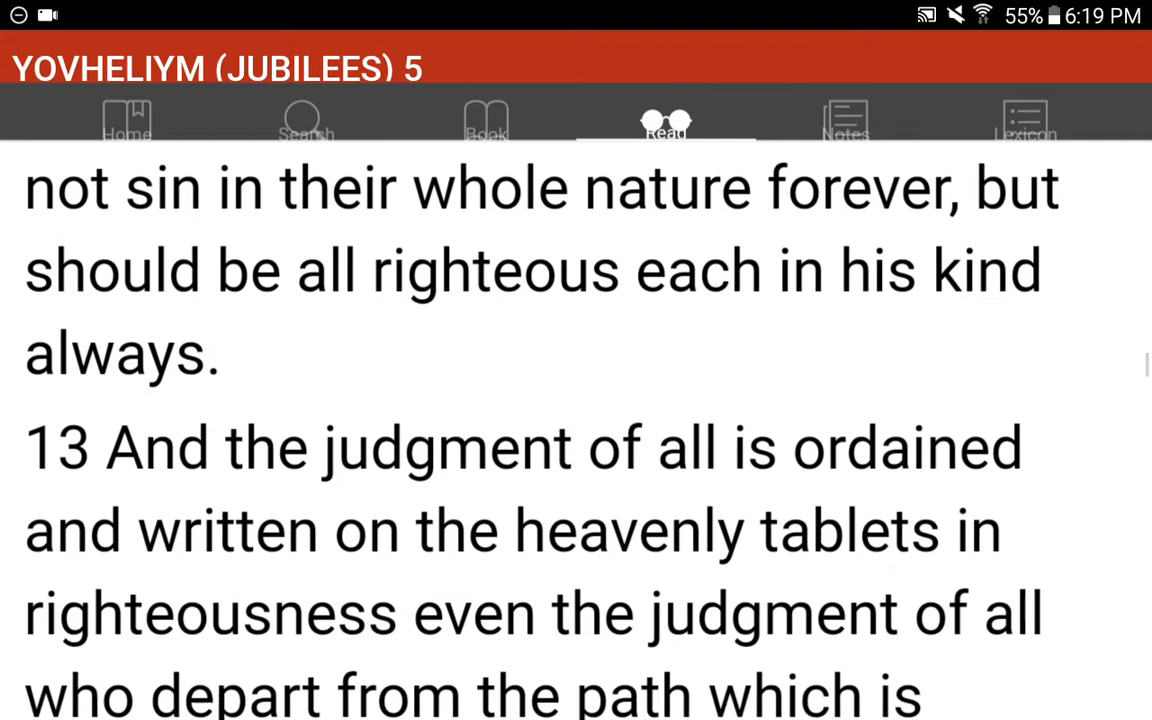 55% 6:19 PM
YOVHELIYM (JUBILEES) 5
Home Search Book Read Notes Lexicon
not sin in their whole nature forever, but
should be all righteous each in his kind
always.
13 And the judgment of all is ordained
and written on the heavenly tablets in
righteousness even the judgment of all
who depart from the path which is